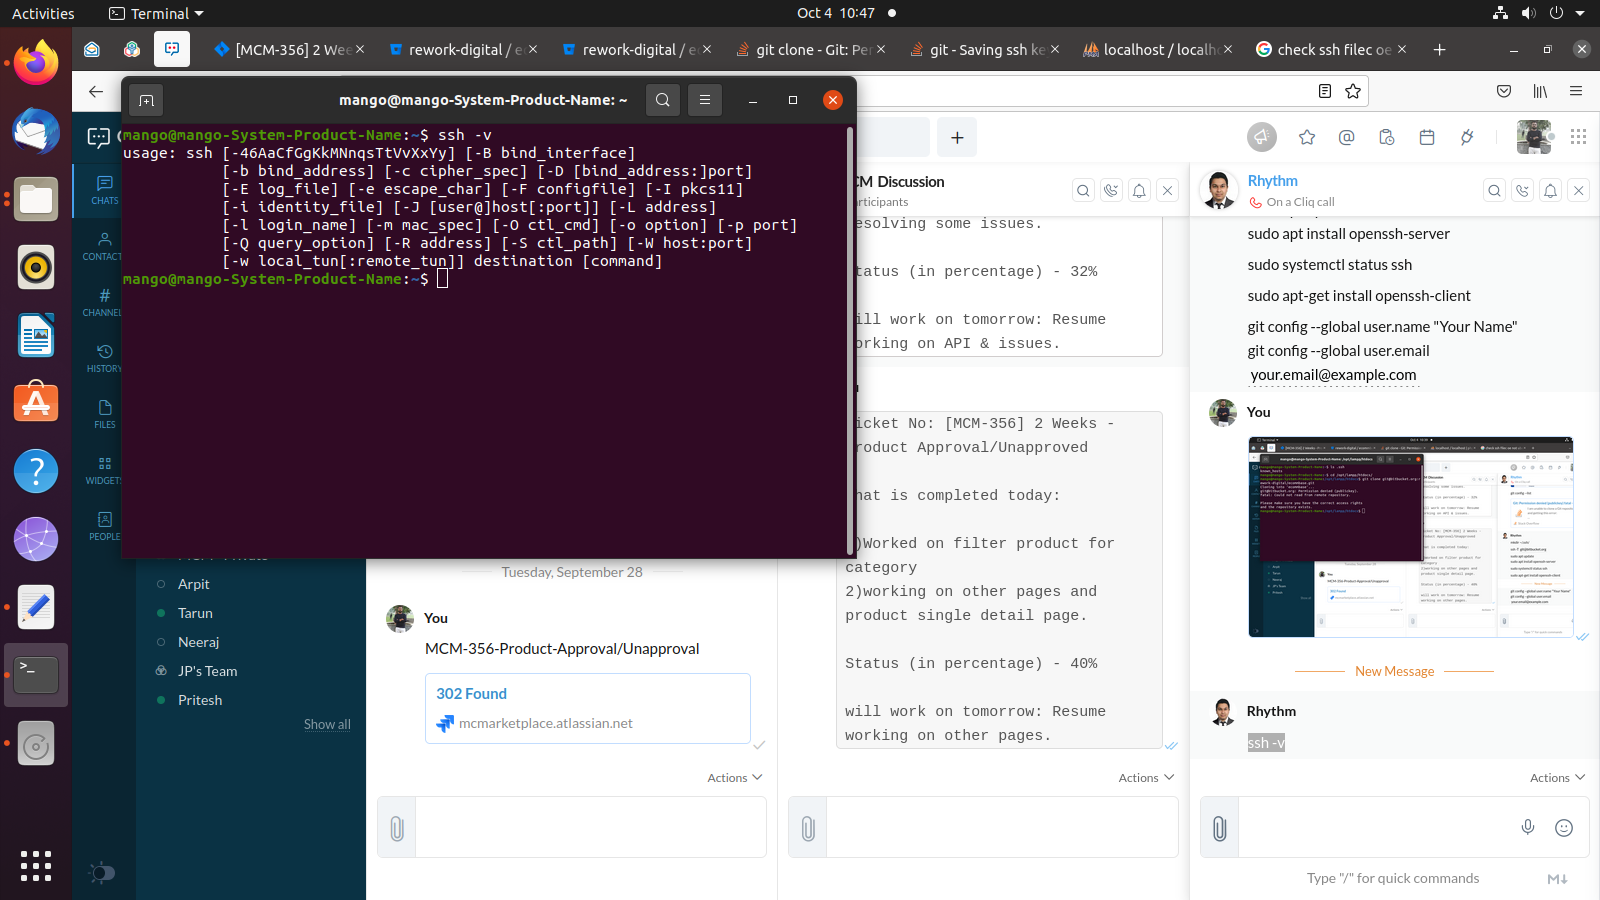 Activities
Terminal
Oct 4 10:47
[MCM-356] 2 Wee
rework-digital / e
rework-digital / e
git clone - Git: Per
git - Saving ssh ke
localhost / localho
check ssh filec oe
mango@mango-System-Product-Name: ~
mango@mango-System-Product-Name:~$ ssh -v
usage: ssh [-46AaCfGgKkMNnqsTtVvXxYy] [-B bind_interface]
[-b bind_address] [-c cipher_spec] [-D [bind_address:]port]
[-E log_file] [-e escape_char] [-F configfile] [-I pkcs11]
[-i identity_file] [-J [user@]host[:port]] [-L address]
[-l login_name] [-m mac_spec] [-O ctl_cmd] [-o option] [-p port]
[-Q query_option] [-R address] [-S ctl_path] [-W host:port]
[-w local_tun[:remote_tun]] destination [command]
mango@mango-System-Product-Name:~$
CHATS
CONTACT
CHANNEL
HISTORY
FILES
WIDGETS
PEOPLE
Arpit
Tarun
Neeraj
JP's Team
Pritesh
Show all
Tuesday, September 28
You
MCM-356-Product-Approval/Unapproval
302 Found
mcmarketplace.atlassian.net
Actions
CM Discussion
articipants
esolving some issues.
tatus (in percentage) - 32%
ill work on tomorrow: Resume
orking on API & issues.
icket No: [MCM-356] 2 Weeks -
roduct Approval/Unapproved
hat is completed today:
)Worked on filter product for
category
2)working on other pages and
product single detail page.
Status (in percentage) - 40%
will work on tomorrow: Resume
working on other pages.
Actions
Rhythm
On a Cliq call
sudo apt install openssh-server
sudo systemctl status ssh
sudo apt-get install openssh-client
git config --global user.name "Your Name"
git config --global user.email
your.email@example.com
You
New Message
Rhythm
ssh -v
Actions
Type "/" for quick commands
M